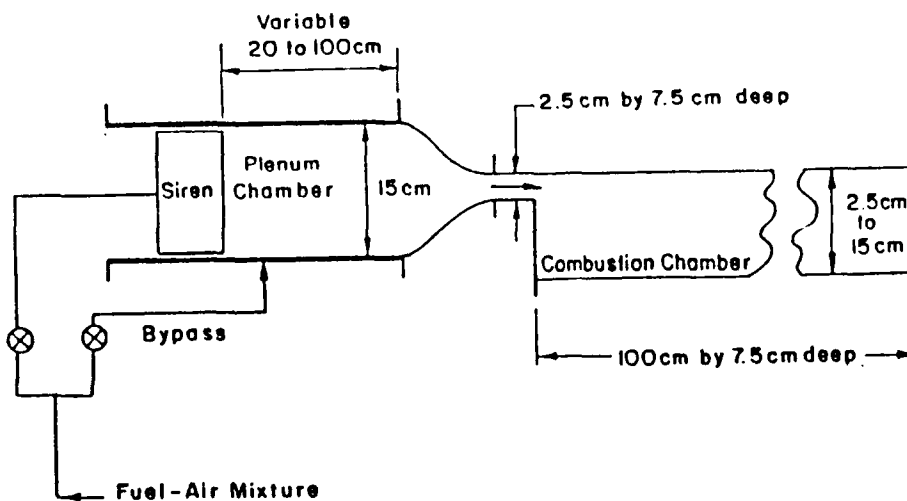 Variable
20 to 100cm
2.5cm by 7.5cm deep
Siren
Plenum
Chamber
15cm
2.5cm
to
15cm
Combustion Chamber
Bypass
100cm by 7.5cm deep
Fuel-Air Mixture